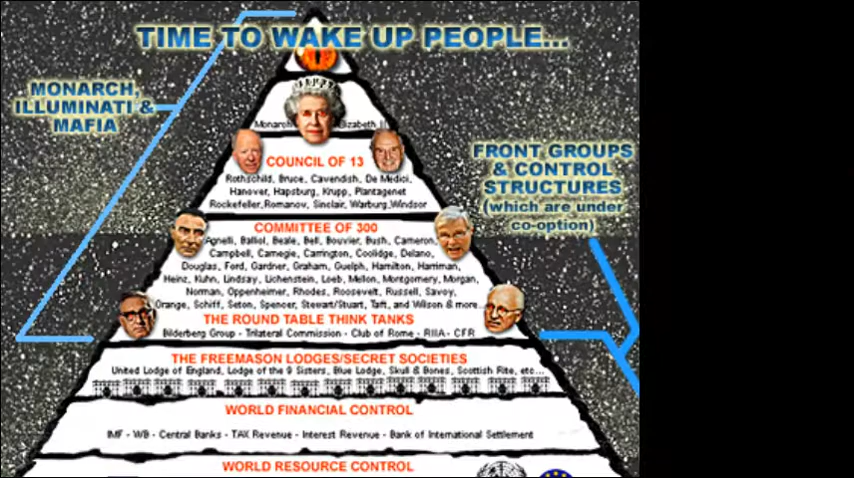 TIME TO WAKE UP PEOPLE...
MONARCH,
ILLUMINATI &
MAFIA
Monarch Elizabeth II
COUNCIL OF 13
Rothschild, Bruce, Cavendish, De Medici,
Hanover, Hapsburg, Krupp, Plantagenet
Rockefeller,Romanov, Sinclair, Warburg,Windsor
FRONT GROUPS
& CONTROL
STRUCTURES
(which are under
co-option)
COMMITTEE OF 300
Agnelli, Balliol, Beale, Bell, Bouvier, Bush, Cameron,
Campbell, Carnegie, Carrington, Coolidge, Delano,
Douglas, Ford, Gardner, Graham, Guelph, Hamilton, Harriman,
Heinz, Kuhn, Lindsay, Lichenstein, Loeb, Mellon, Montgomery, Morgan,
Norman, Oppenheimer, Rhodes, Roosevelt, Russell, Savoy,
Orange, Schiff, Seton, Spencer, Stewart/Stuart, Taft, and Wilson & more...
THE ROUND TABLE THINK TANKS
Bilderberg Group - Trilateral Commission - Club of Rome - RIIA - CFR
THE FREEMASON LODGES/SECRET SOCIETIES
United Lodge of England, Lodge of the 9 Sisters, Blue Lodge, Skull & Bones, Scottish Rite, etc...
WORLD FINANCIAL CONTROL
IMF - WB - Central Banks - TAX Revenue - Interest Revenue - Bank of International Settlement
WORLD RESOURCE CONTROL